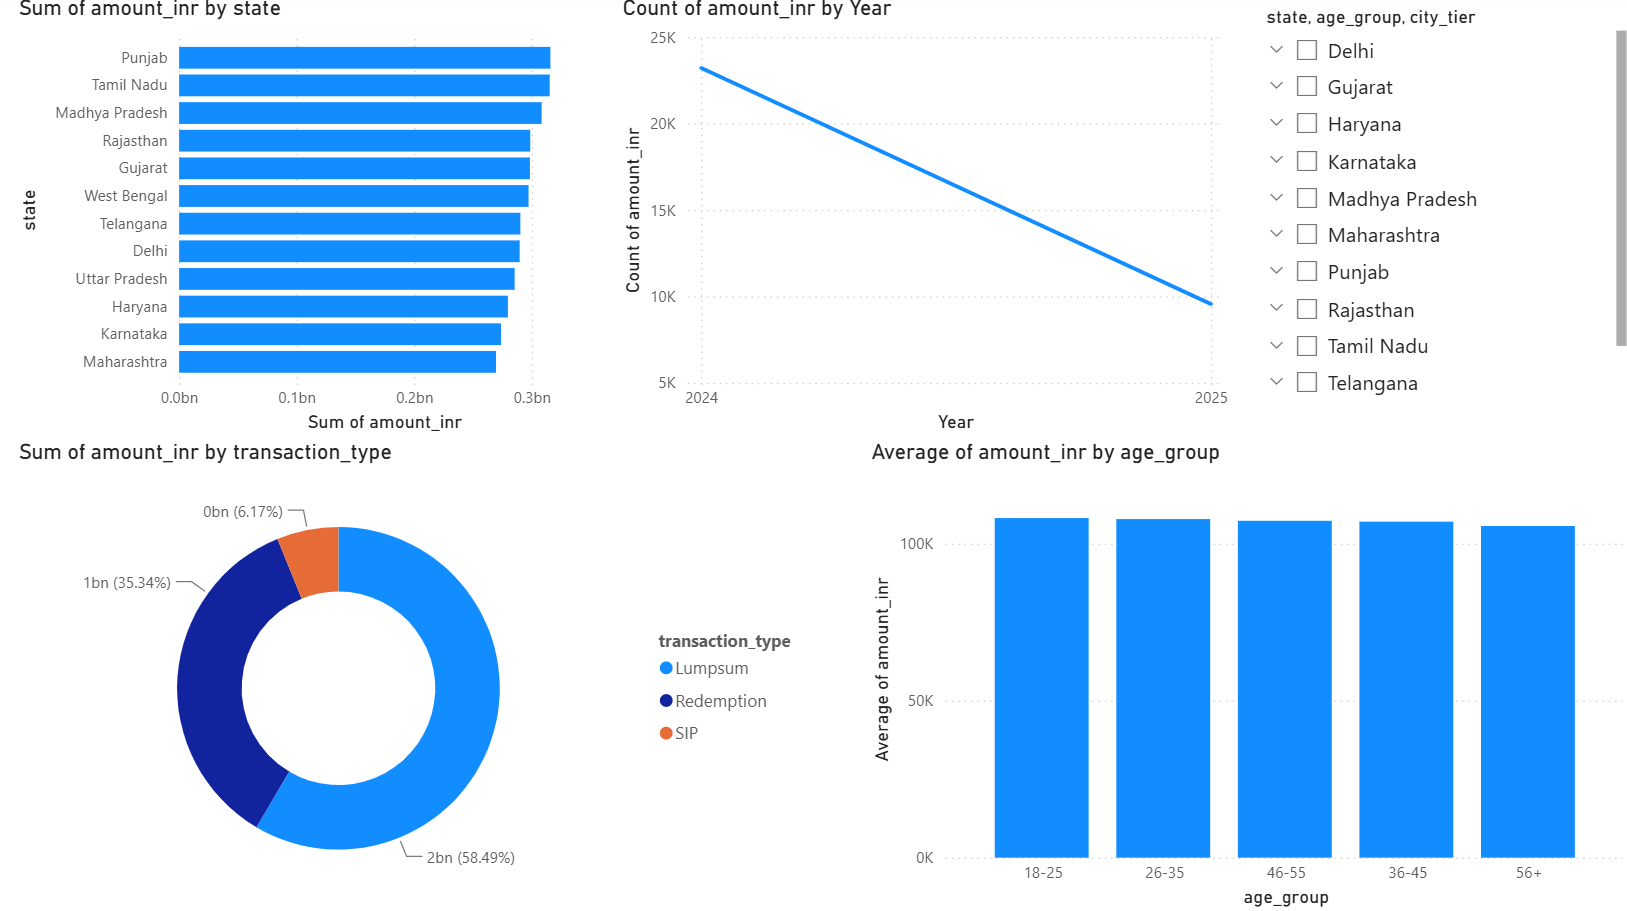 Sum of amount_inr by state
state
Punjab
Tamil Nadu
Madhya Pradesh
Rajasthan
Gujarat
West Bengal
Telangana
Delhi
Uttar Pradesh
Haryana
Karnataka
Maharashtra
0.0bn 0.1bn 0.2bn 0.3bn
Sum of amount_inr
Count of amount_inr by Year
Count of amount_inr
25K
20K
15K
10K
5K
2024 2025
Year
state, age_group, city_tier
Delhi
Gujarat
Haryana
Karnataka
Madhya Pradesh
Maharashtra
Punjab
Rajasthan
Tamil Nadu
Telangana
Sum of amount_inr by transaction_type
0bn (6.17%)
1bn (35.34%)
2bn (58.49%)
transaction_type
Lumpsum
Redemption
SIP
Average of amount_inr by age_group
Average of amount_inr
100K
50K
0K
18-25 26-35 46-55 36-45 56+
age_group